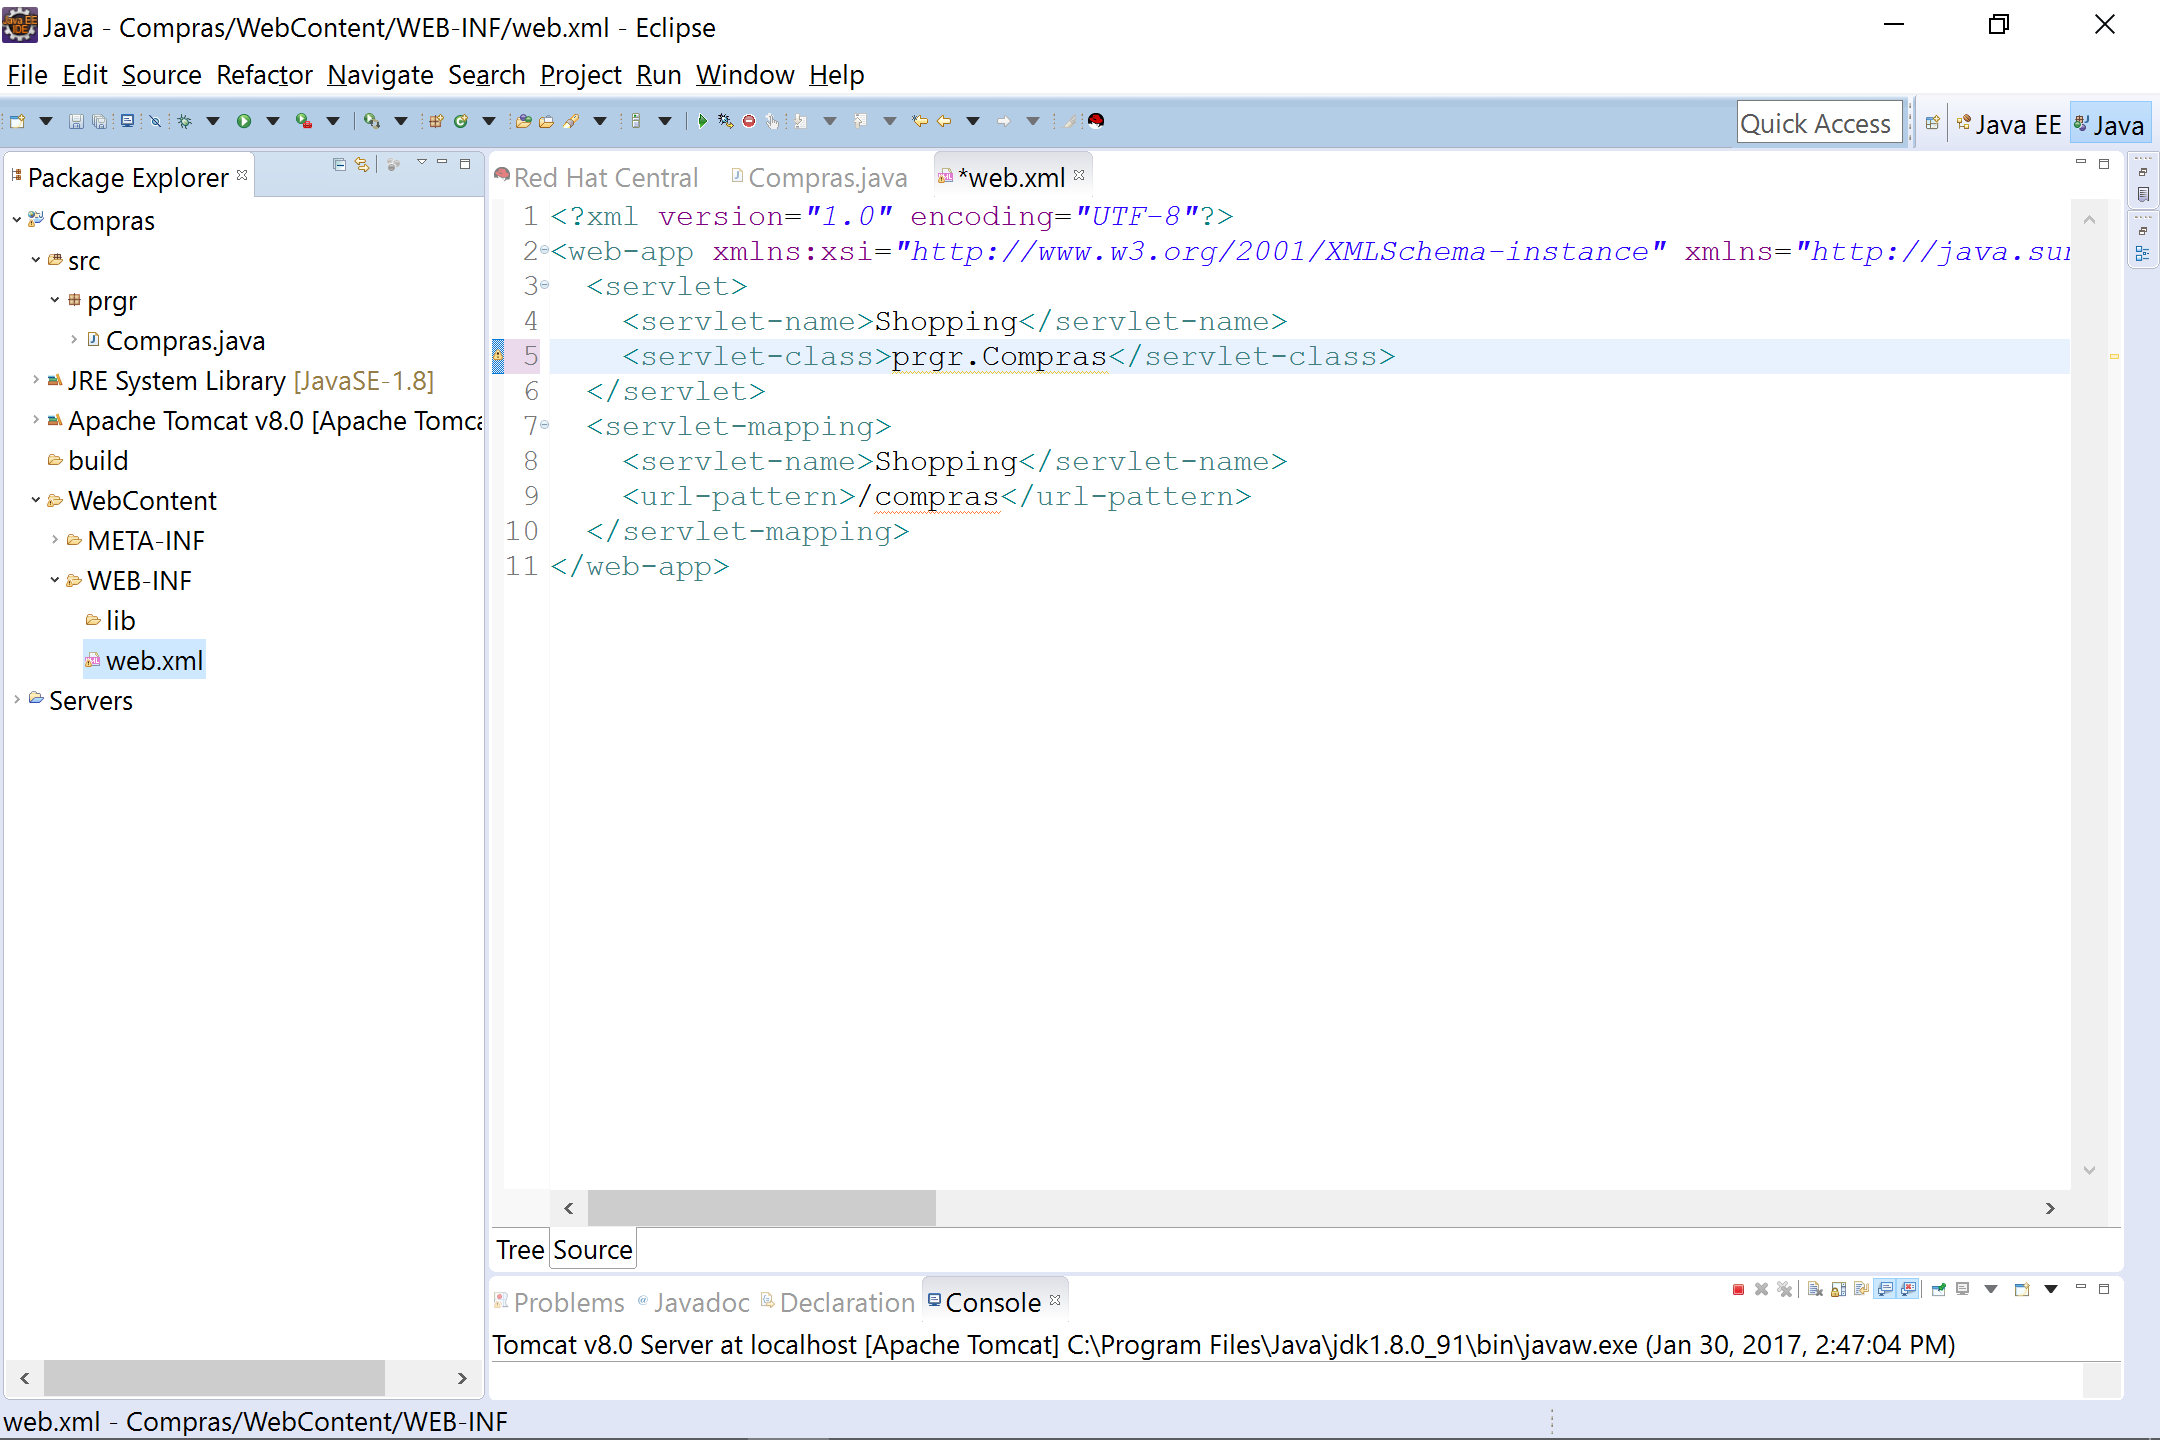 Java - Compras/WebContent/WEB-INF/web.xml - Eclipse
File Edit Source Refactor Navigate Search Project Run Window Help
Quick Access Java EE Java
Package Explorer
Compras
src
prgr
Compras.java
JRE System Library [JavaSE-1.8]
Apache Tomcat v8.0 [Apache Tomca
build
WebContent
META-INF
WEB-INF
lib
web.xml
Servers
Red Hat Central Compras.java *web.xml
1 <?xml version="1.0" encoding="UTF-8"?>
2 <web-app xmlns:xsi="http://www.w3.org/2001/XMLSchema-instance" xmlns="http://java.sun
3 <servlet>
4 <servlet-name>Shopping</servlet-name>
5 <servlet-class>prgr.Compras</servlet-class>
6 </servlet>
7 <servlet-mapping>
8 <servlet-name>Shopping</servlet-name>
9 <url-pattern>/compras</url-pattern>
10 </servlet-mapping>
11 </web-app>
Tree Source
Problems Javadoc Declaration Console
Tomcat v8.0 Server at localhost [Apache Tomcat] C:\Program Files\Java\jdk1.8.0_91\bin\javaw.exe (Jan 30, 2017, 2:47:04 PM)
web.xml - Compras/WebContent/WEB-INF